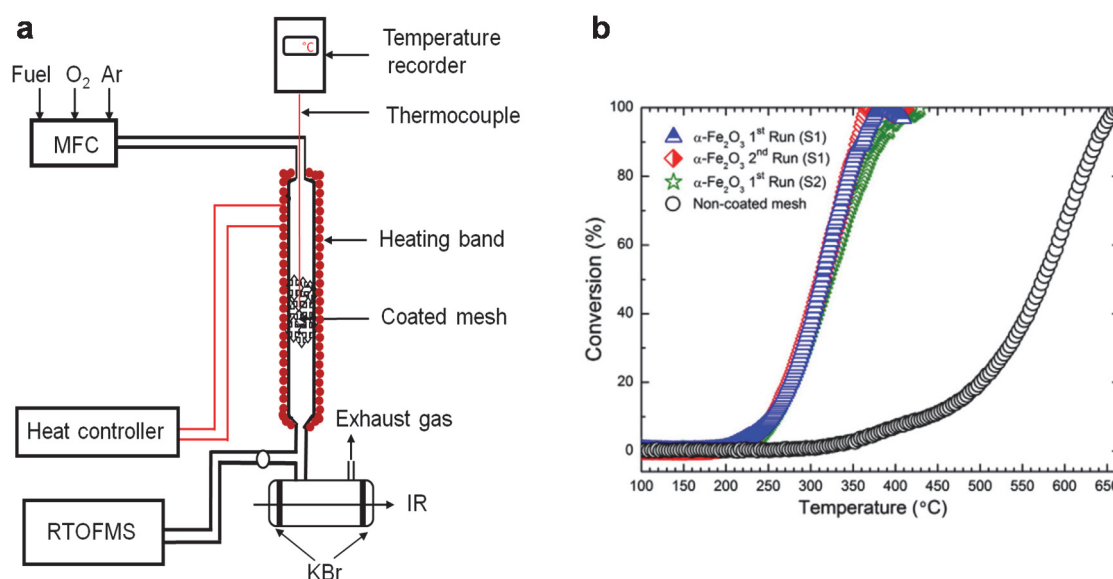 a
°C
Temperature
recorder
Fuel O₂ Ar
Thermocouple
MFC
Heating band
Coated mesh
Heat controller
Exhaust gas
IR
RTOFMS
KBr
b
100
80
60
40
20
0
Conversion (%)
α-Fe₂O₃ 1ˢᵗ Run (S1)
α-Fe₂O₃ 2ⁿᵈ Run (S1)
α-Fe₂O₃ 1ˢᵗ Run (S2)
Non-coated mesh
100 150 200 250 300 350 400 450 500 550 600 650
Temperature (°C)